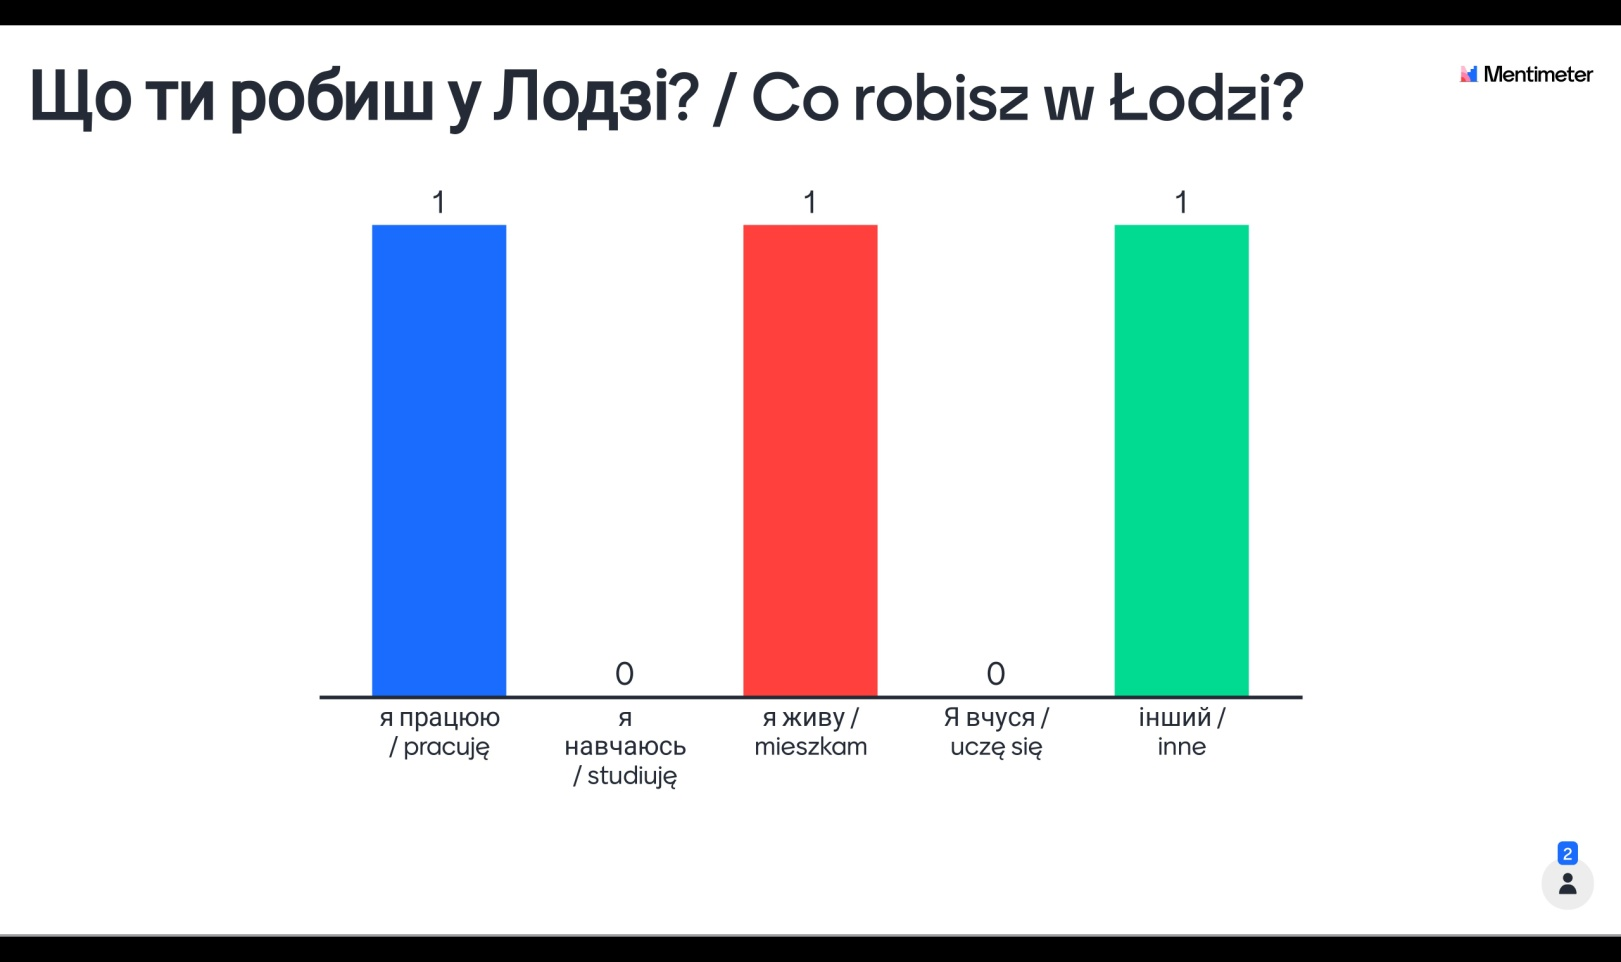 Що ти робиш у Лодзі? / Co robisz w Łodzi?
Mentimeter
1
1
1
0
0
я працюю
/ pracuję
я
навчаюсь
/ studiuję
я живу /
mieszkam
Я вчуся /
uczę się
інший /
inne
2